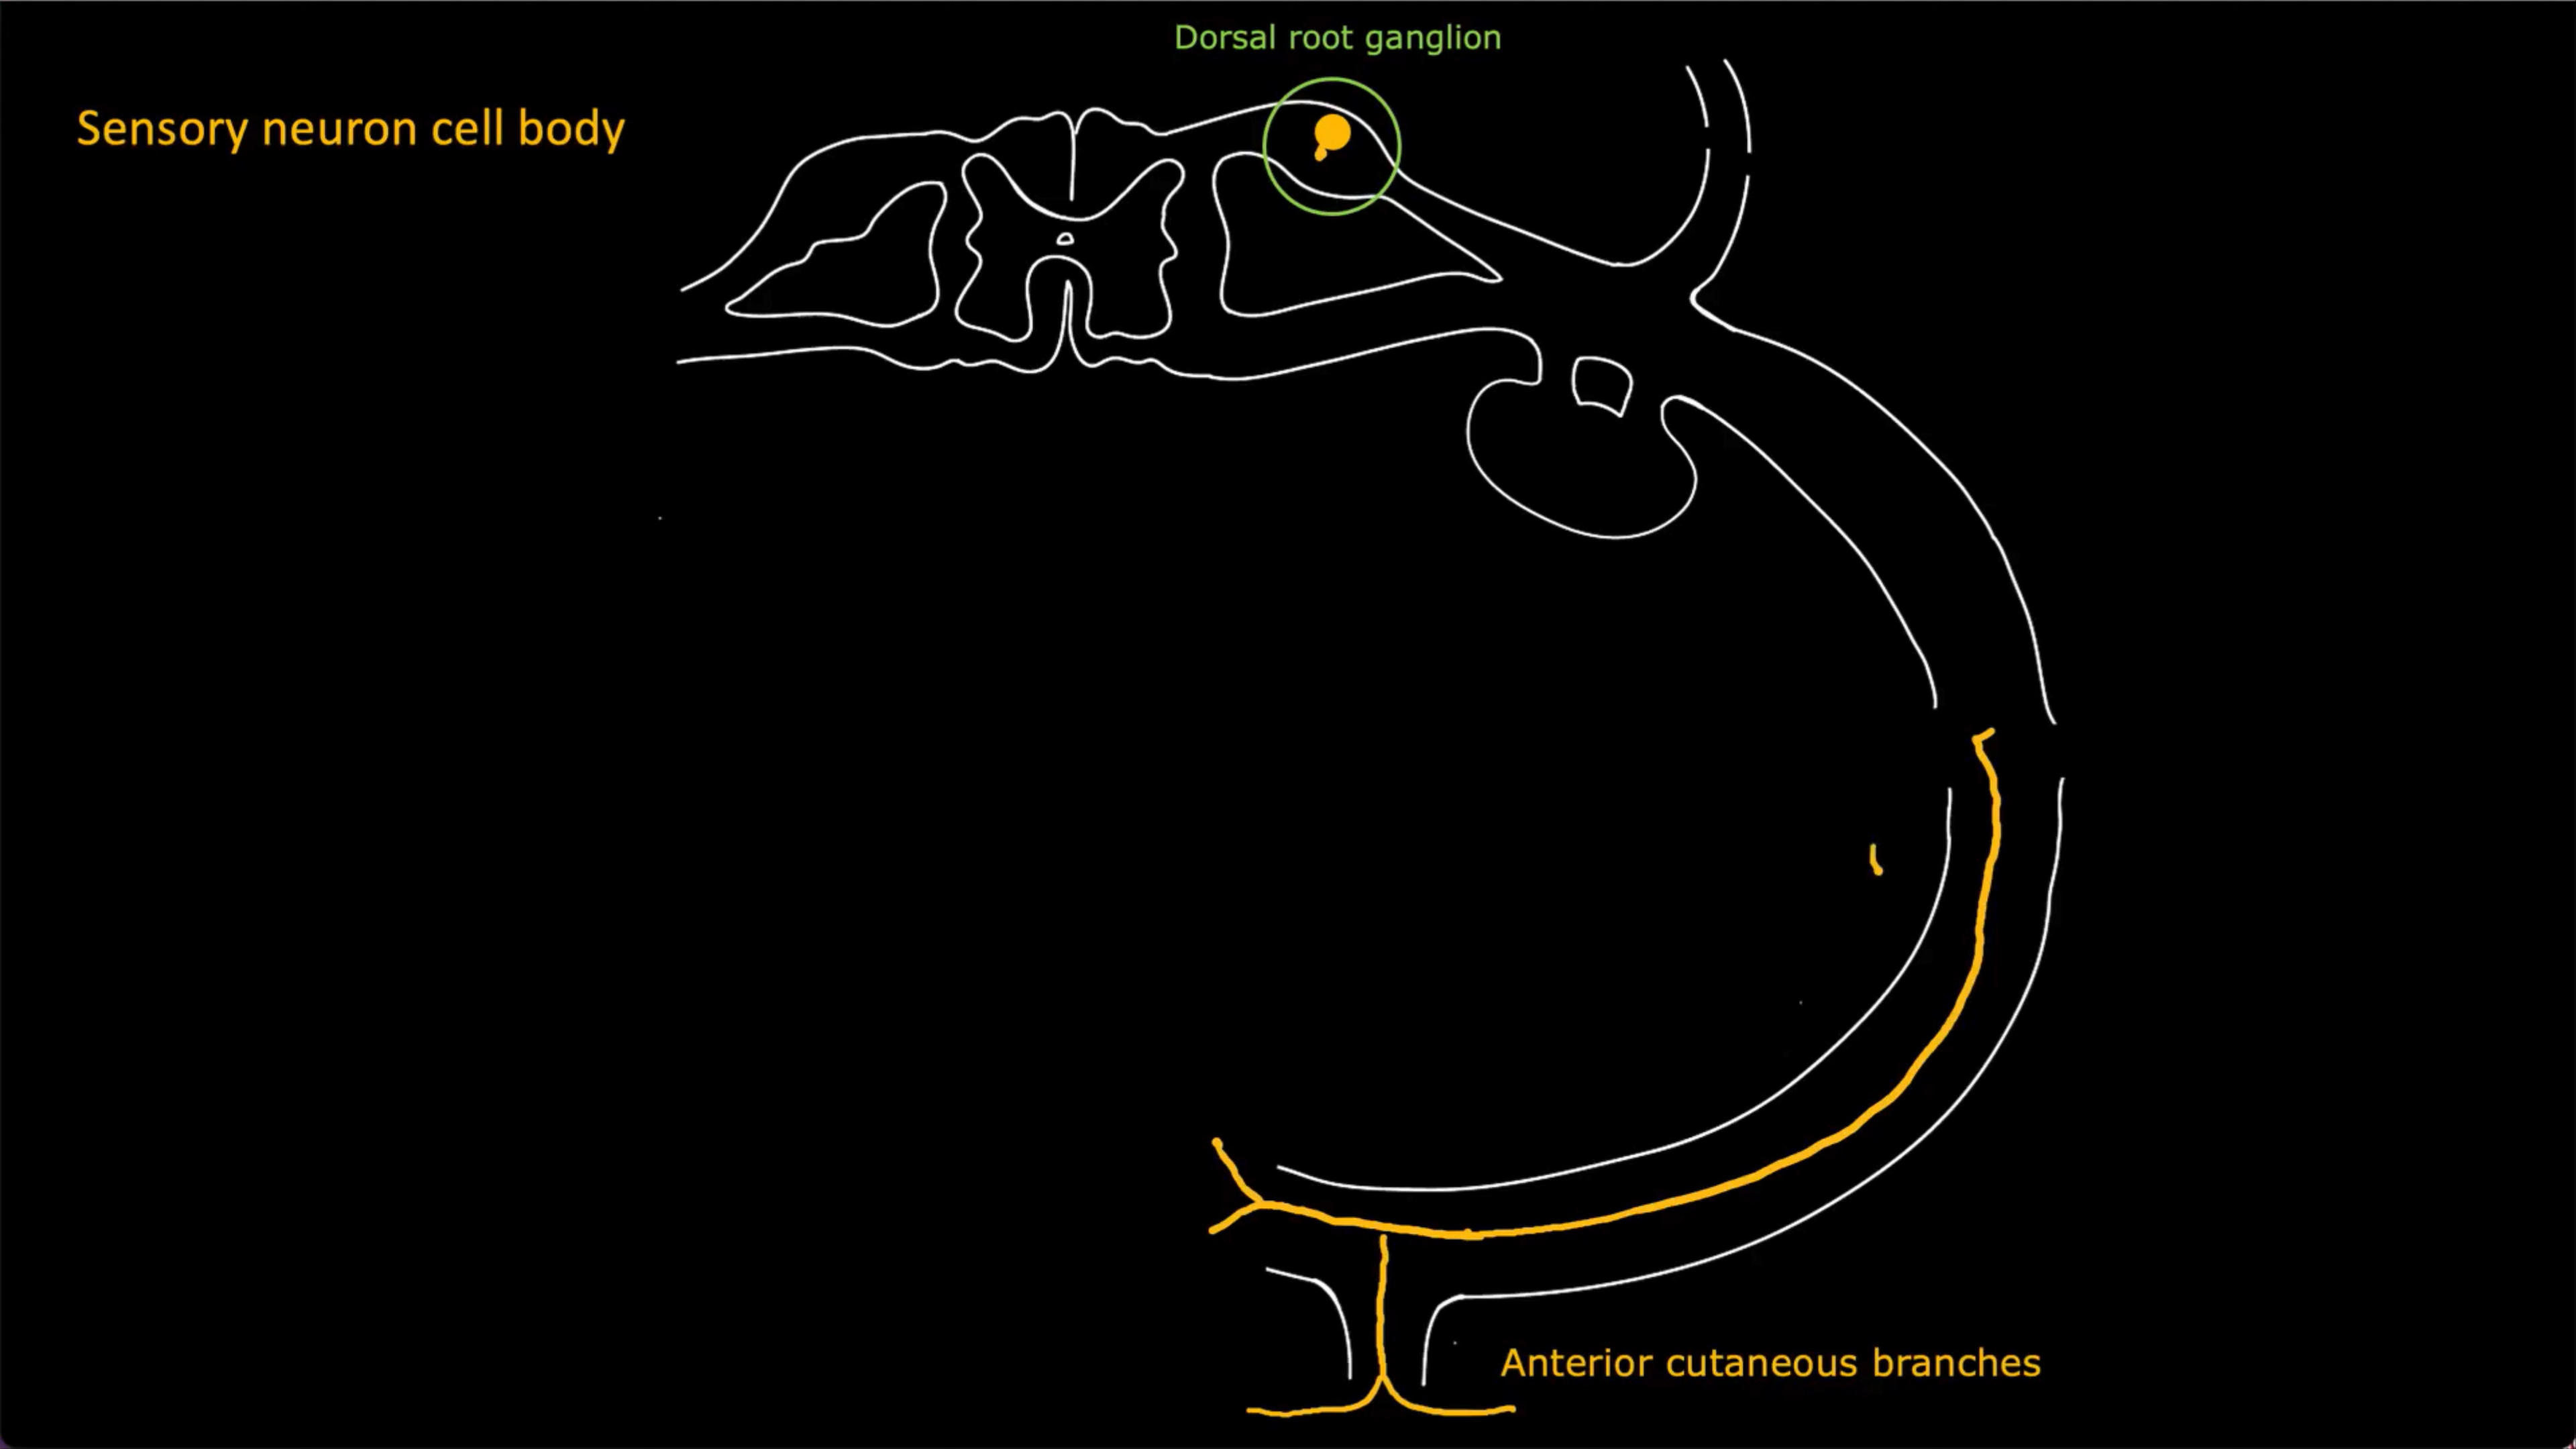 Dorsal root ganglion
Sensory neuron cell body
Anterior cutaneous branches